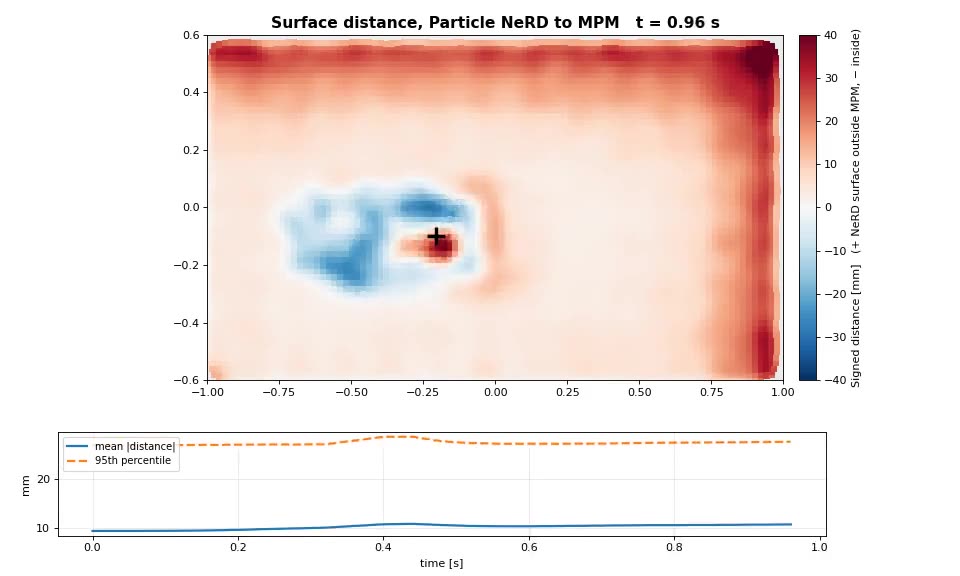 Surface distance, Particle NeRD to MPM   t = 0.96 s
0.6
0.4
0.2
0.0
−0.2
−0.4
−0.6
−1.00 −0.75 −0.50 −0.25 0.00 0.25 0.50 0.75 1.00
40
30
20
10
0
−10
−20
−30
−40
Signed distance [mm]   (+ NeRD surface outside MPM, − inside)
mean |distance|
95th percentile
20
10
mm
0.0 0.2 0.4 0.6 0.8 1.0
time [s]